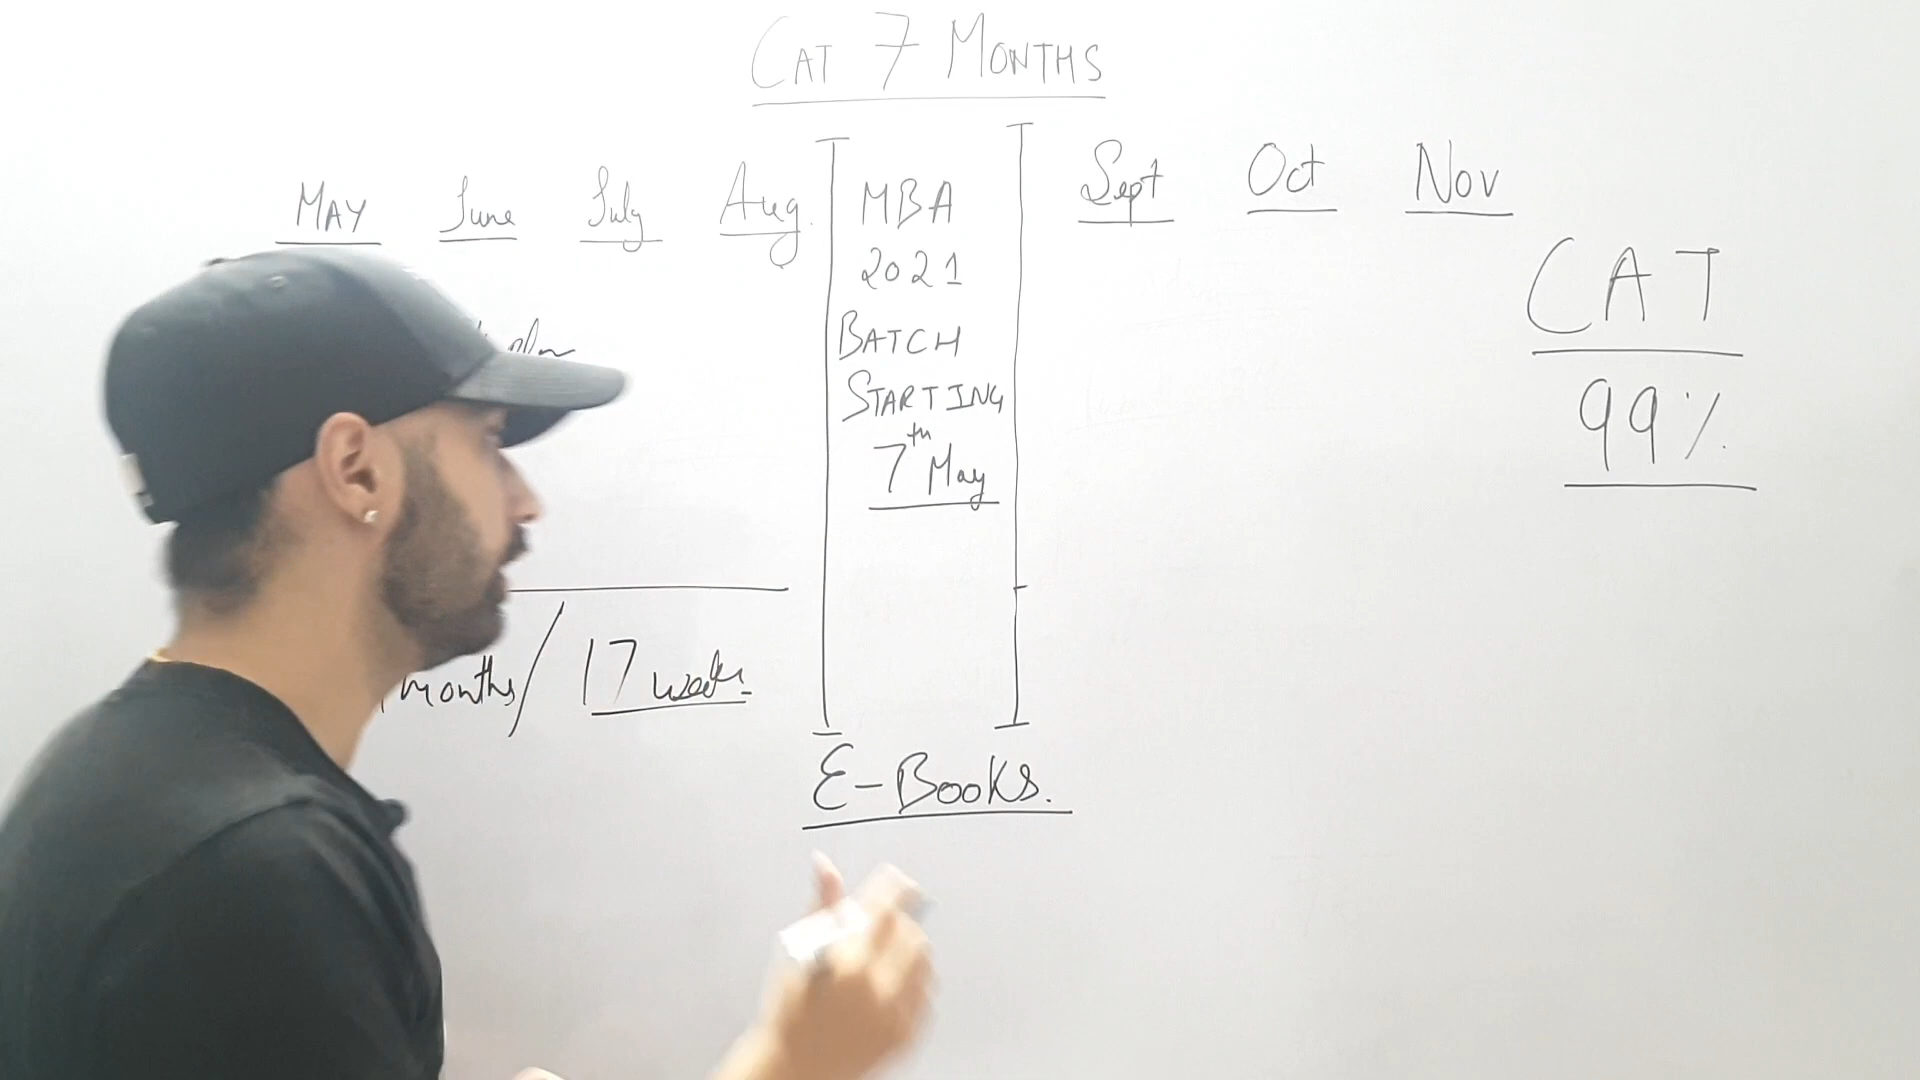 CAT 7 MONTHS
MAY June July Aug. Sept Oct Nov
MBA
2021
BATCH
STARTING
7th May
CAT
99%
plan
months / 17 weeks.
E-BOOKS.